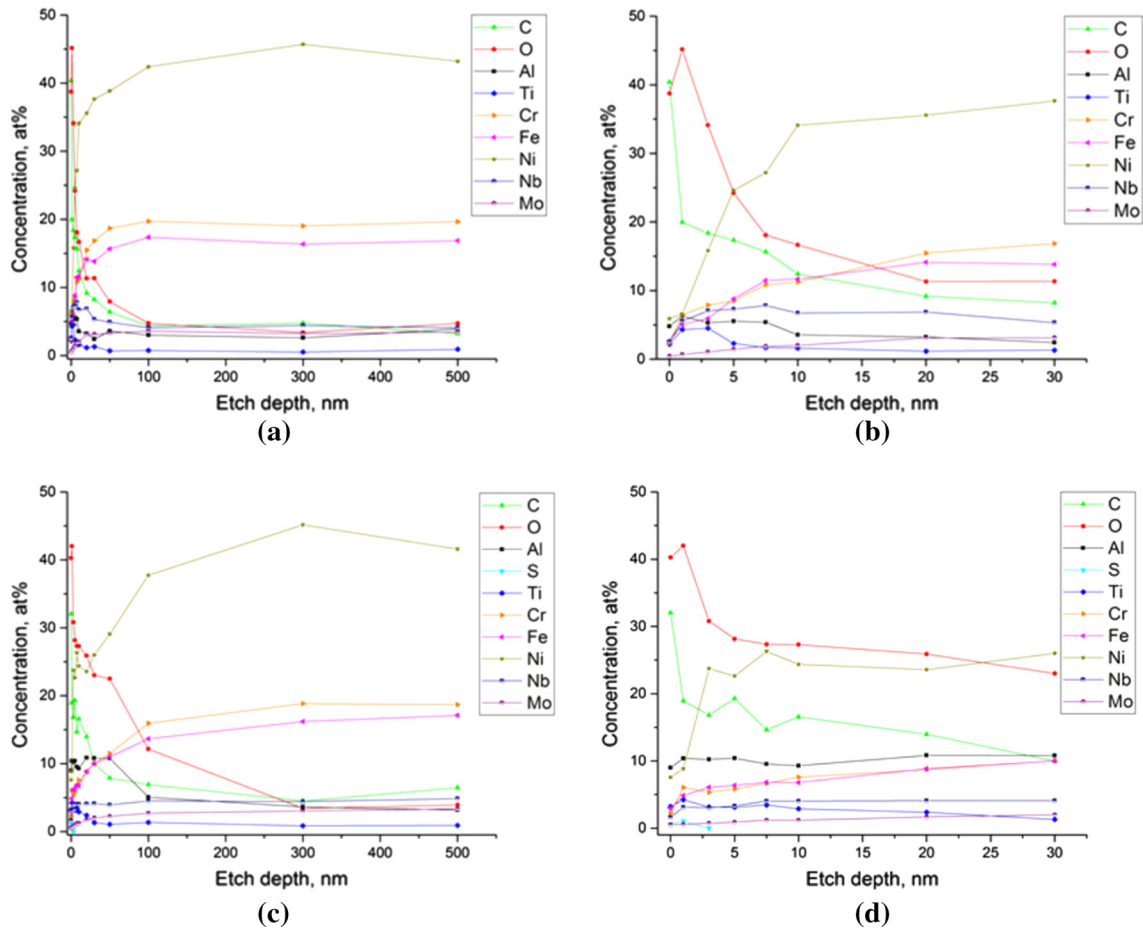 50
40
30
20
10
0
Concentration, at%
0
100
200
300
400
500
Etch depth, nm
C
O
Al
Ti
Cr
Fe
Ni
Nb
Mo
(a)
50
40
30
20
10
0
Concentration, at%
0
5
10
15
20
25
30
Etch depth, nm
C
O
Al
Ti
Cr
Fe
Ni
Nb
Mo
(b)
50
40
30
20
10
0
Concentration, at%
0
100
200
300
400
500
Etch depth, nm
C
O
Al
S
Ti
Cr
Fe
Ni
Nb
Mo
(c)
50
40
30
20
10
0
Concentration, at%
0
5
10
15
20
25
30
Etch depth, nm
C
O
Al
S
Ti
Cr
Fe
Ni
Nb
Mo
(d)